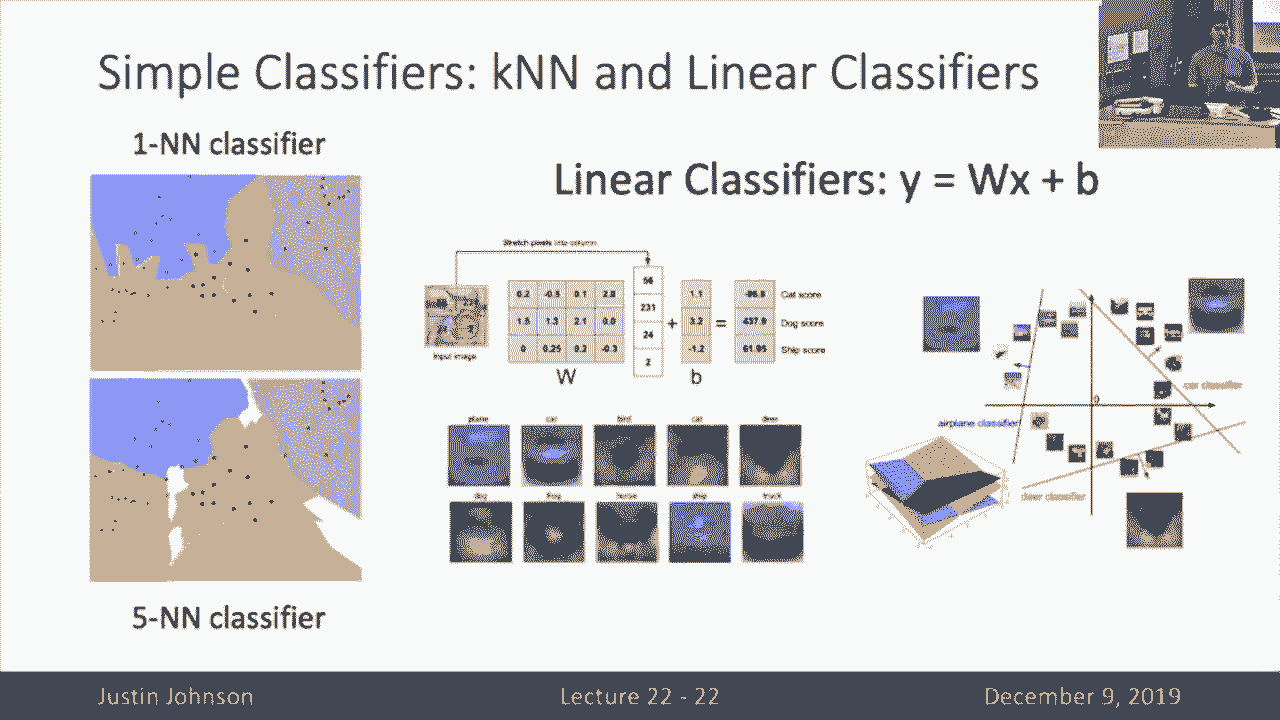 Simple Classifiers: kNN and Linear Classifiers
1-NN classifier
Linear Classifiers: y = Wx + b
Stretch pixels into column
0.2 -0.5 0.1 2.0
1.5 1.3 2.1 0.0
0 0.25 0.2 -0.3
56
231
24
2
+
1.1
3.2
-1.2
=
-96.8
437.9
61.95
Cat score
Dog score
Ship score
Input image
W
b
plane car bird cat deer
dog frog horse ship truck
car classifier
airplane classifier
deer classifier
0
5-NN classifier
Justin Johnson
Lecture 22 - 22
December 9, 2019